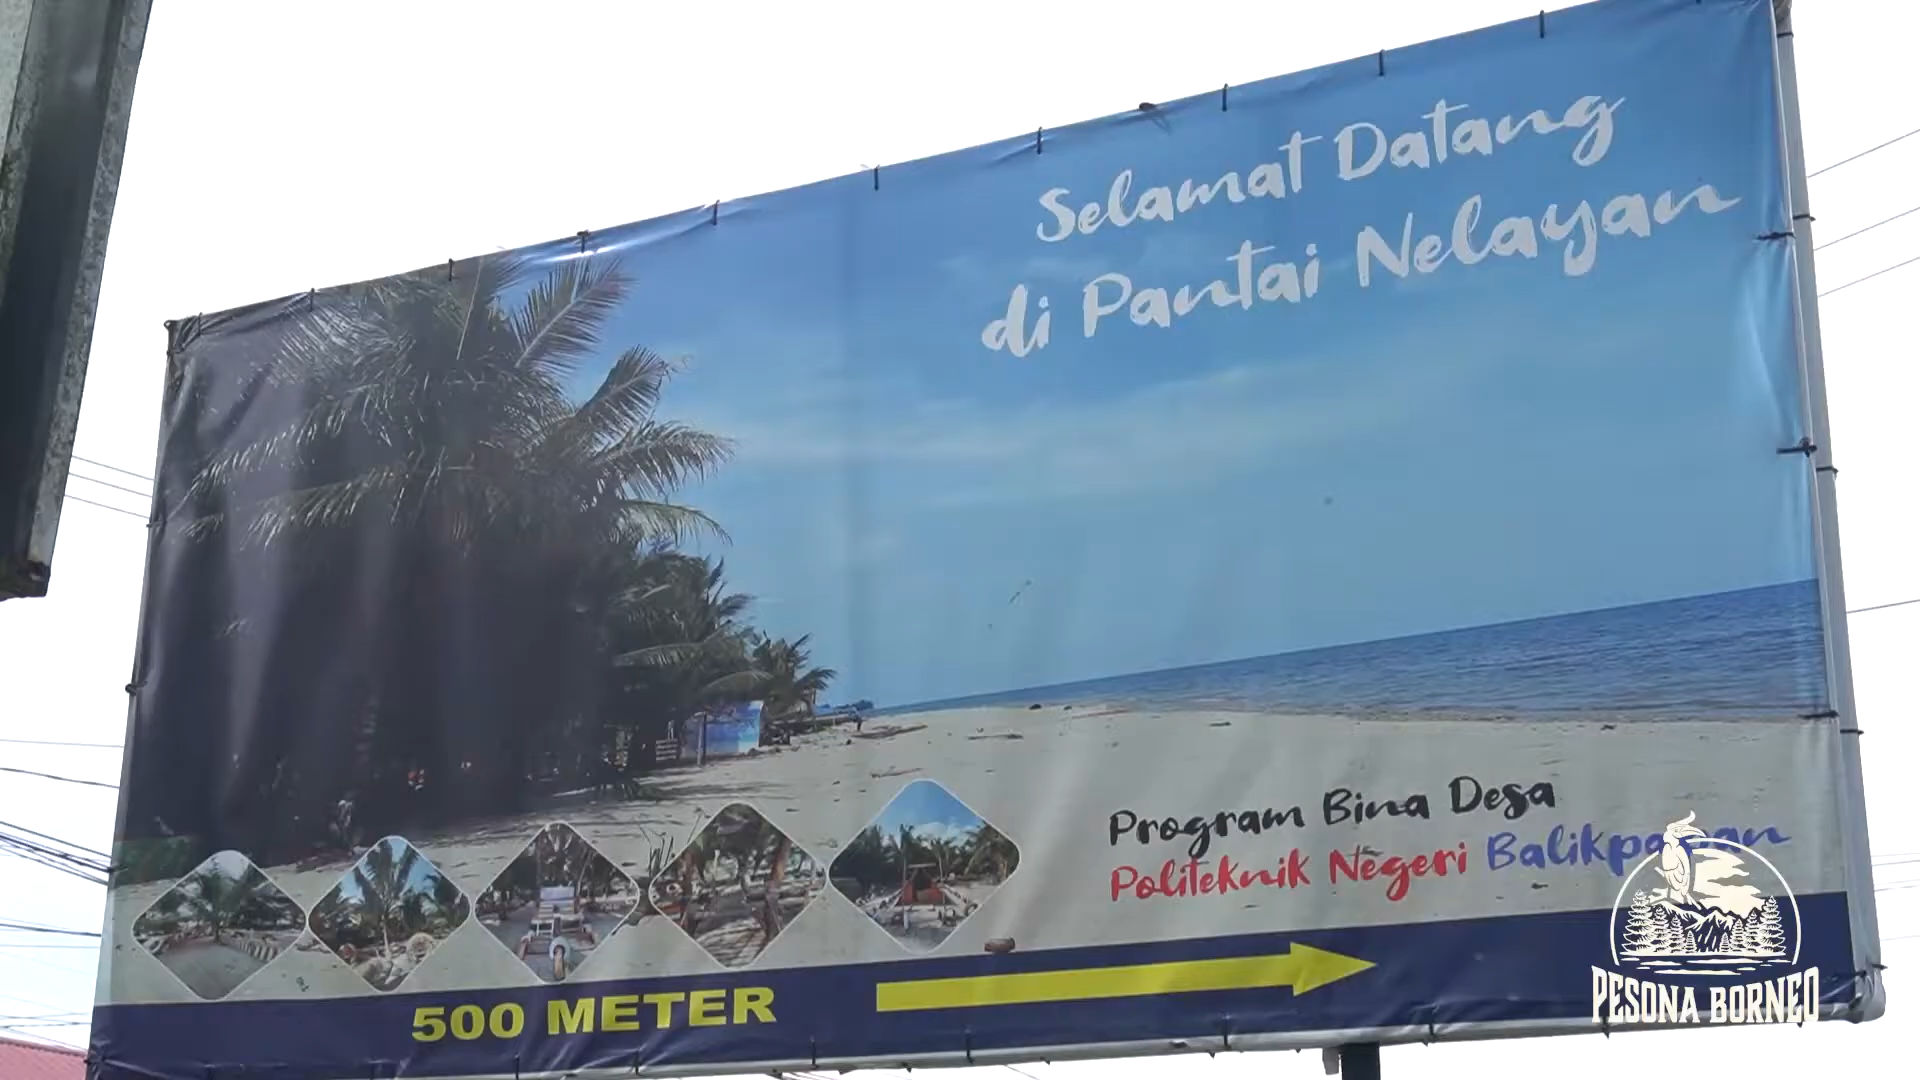 Selamat Datang
di Pantai Nelayan
Program Bina Desa
Politeknik Negeri Balikpapan
500 METER
PESONA BORNEO